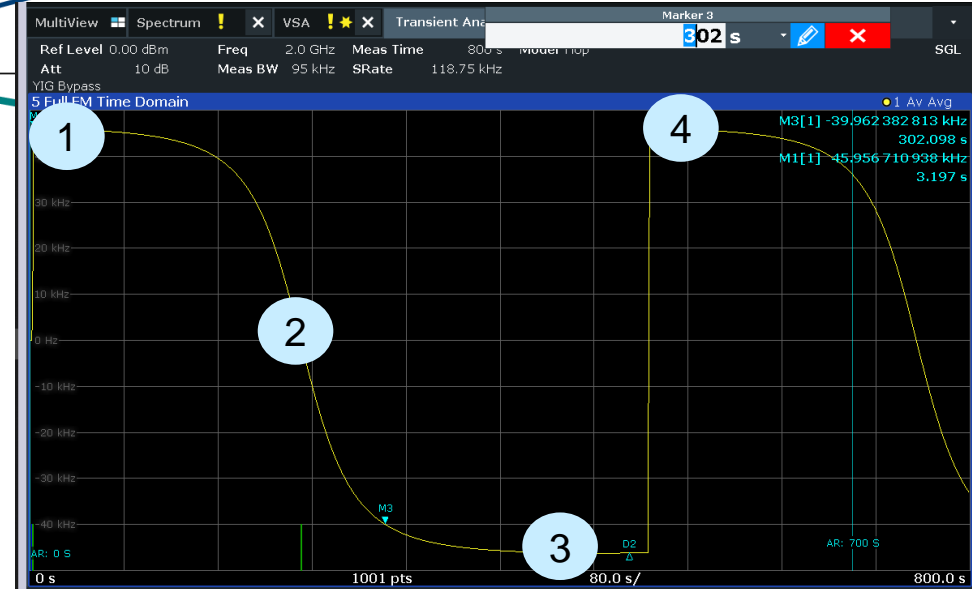 MultiView Spectrum ! X VSA ! X Transient Ana
Marker 3
302 s
Ref Level 0.00 dBm Freq 2.0 GHz Meas Time 800 s Model Hop SGL
Att 10 dB Meas BW 95 kHz SRate 118.75 kHz
YIG Bypass
5 Full FM Time Domain 1 Av Avg
M3[1] -39.962 382 813 kHz
302.098 s
M1[1] 45.956 710 938 kHz
3.197 s
1
4
30 kHz
20 kHz
10 kHz
2
0 Hz
-10 kHz
-20 kHz
-30 kHz
M3
-40 kHz
3
D2
AR: 700 S
AR: 0 S
0 s 1001 pts 80.0 s/ 800.0 s